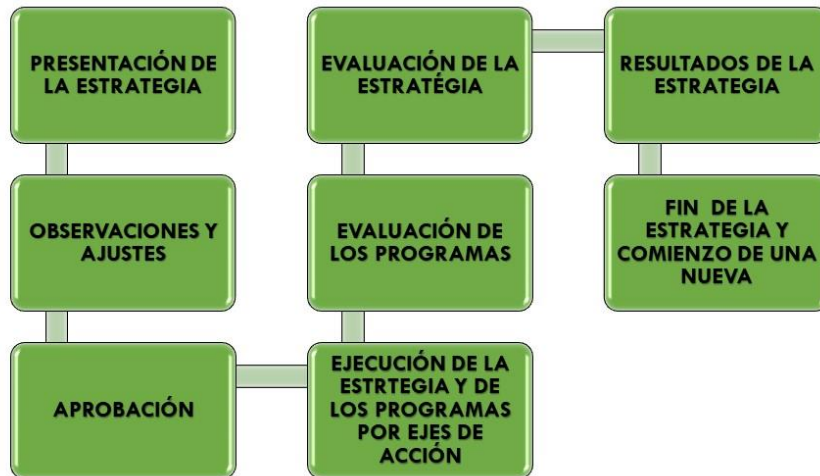 PRESENTACIÓN DE
LA ESTRATEGIA
OBSERVACIONES Y
AJUSTES
APROBACIÓN
EJECUCIÓN DE LA
ESTRTEGIA Y DE
LOS PROGRAMAS
POR EJES DE
ACCIÓN
EVALUACIÓN DE
LOS PROGRAMAS
EVALUACIÓN DE LA
ESTRATÉGIA
RESULTADOS DE LA
ESTRATEGIA
FIN DE LA
ESTRATEGIA Y
COMIENZO DE UNA
NUEVA